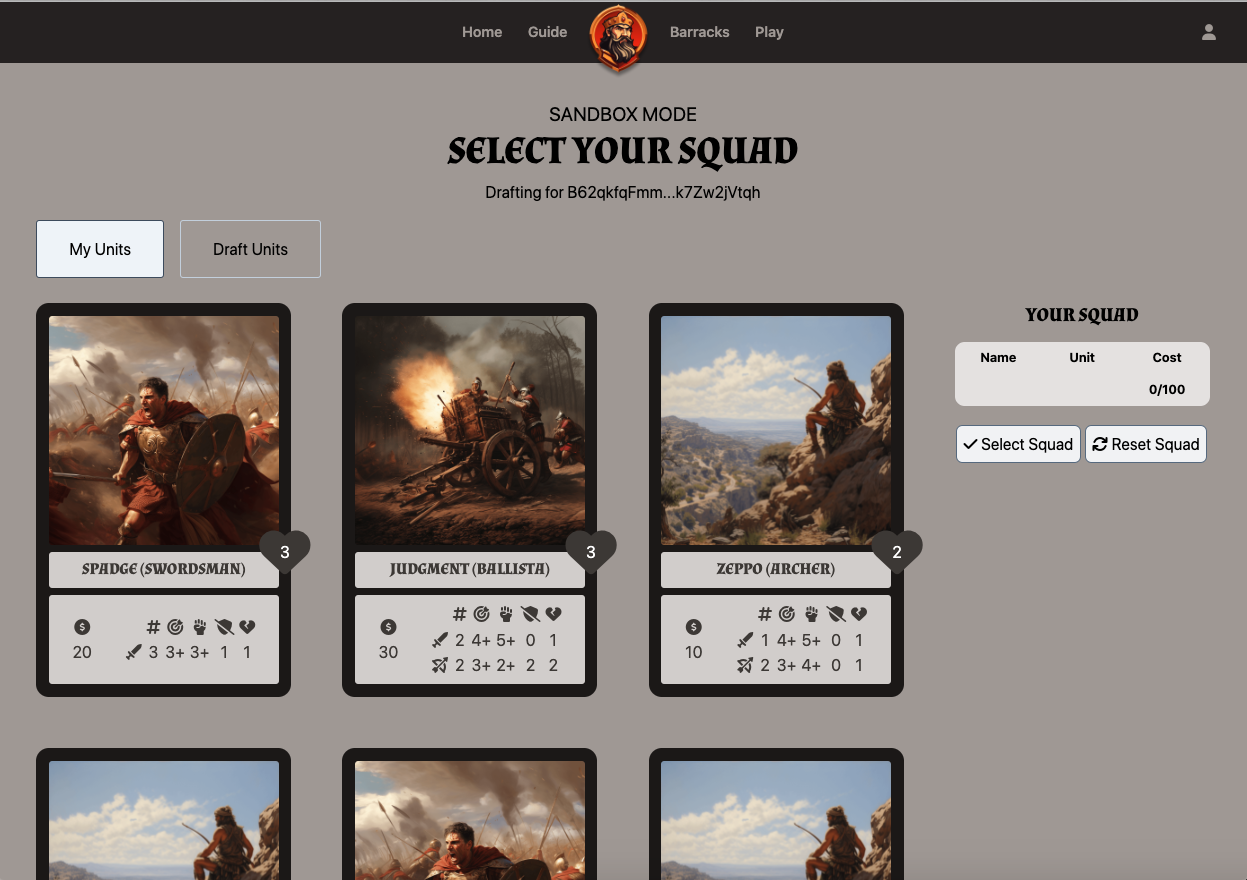 Home Guide Barracks Play
SANDBOX MODE
SELECT YOUR SQUAD
Drafting for B62qkfqFmm...k7Zw2jVtqh
My Units
Draft Units
3
SPADGE (SWORDSMAN)
$
20
#
3 3+ 3+ 1 1
3
JUDGMENT (BALLISTA)
$
30
#
2 4+ 5+ 0 1
2 3+ 2+ 2 2
2
ZEPPO (ARCHER)
$
10
#
1 4+ 5+ 0 1
2 3+ 4+ 0 1
YOUR SQUAD
Name Unit Cost
0/100
Select Squad
Reset Squad